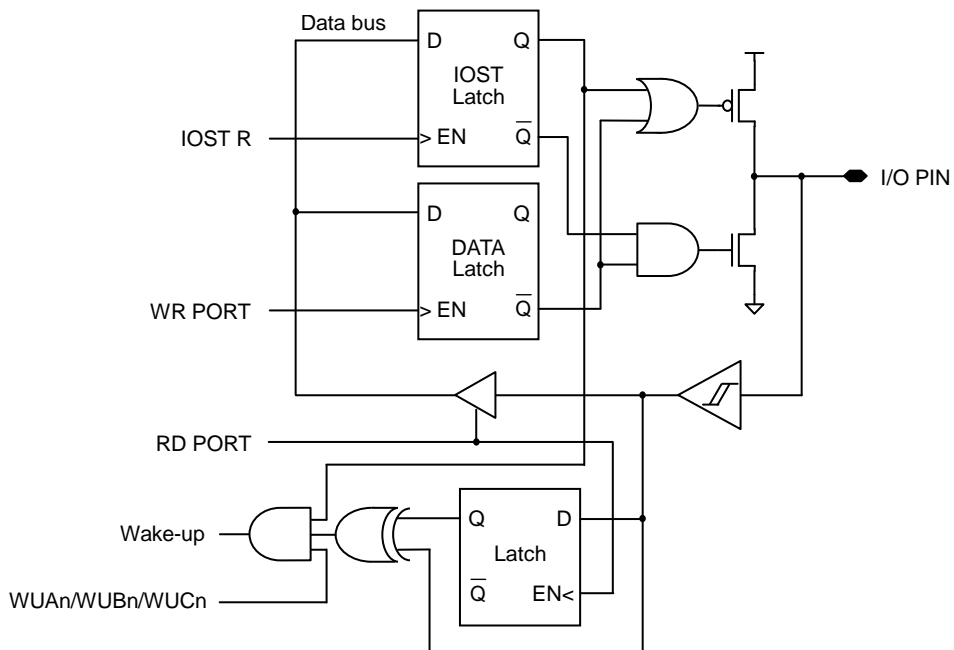 Data bus
D Q
IOST
Latch
IOST R
> EN Q̅
I/O PIN
D Q
DATA
Latch
WR PORT
> EN Q̅
RD PORT
Q D
Wake-up
Latch
Q̅ EN<
WUAn/WUBn/WUCn